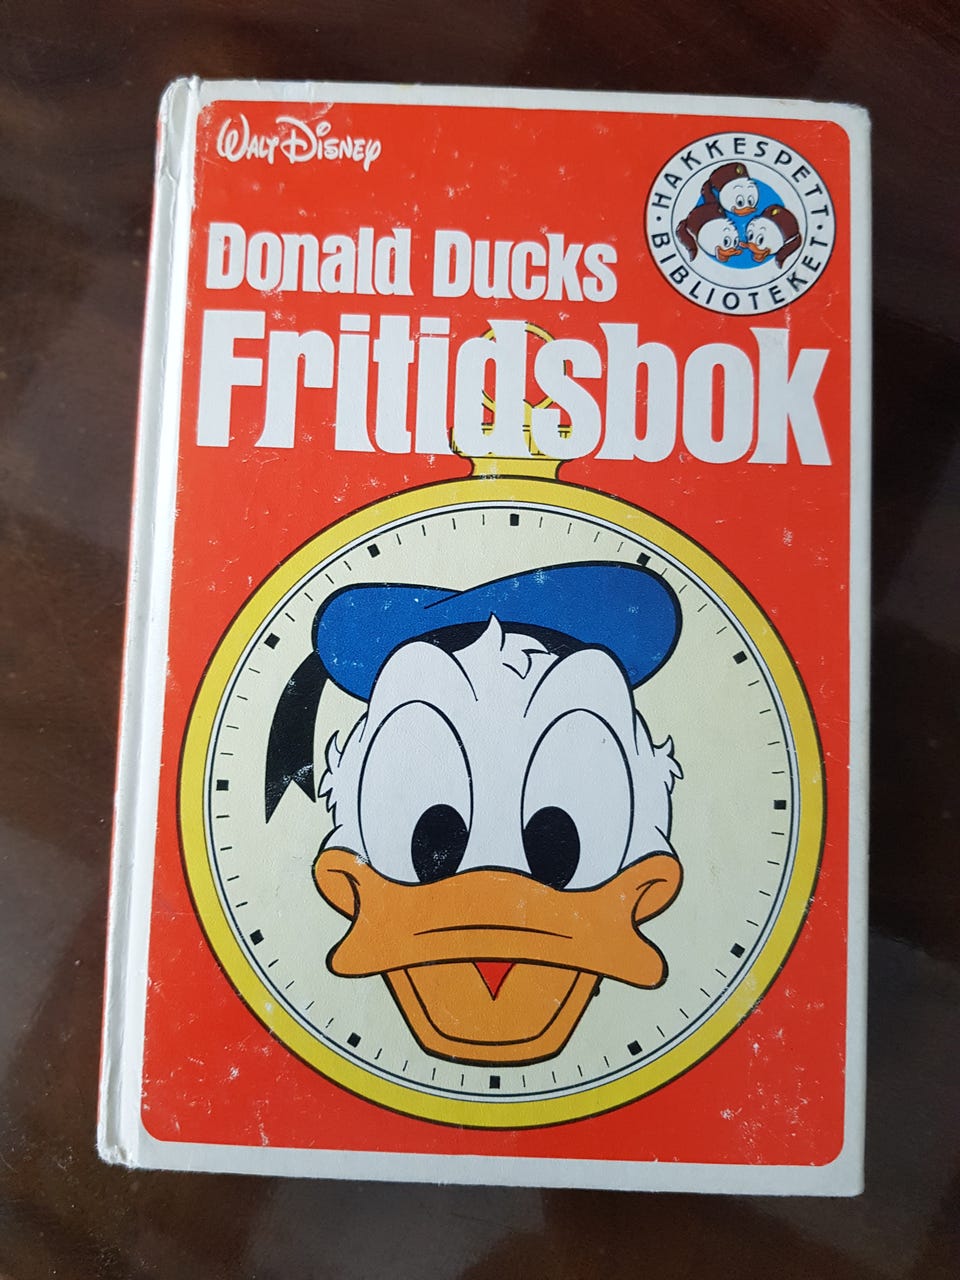 Walt Disney
HAKKESPETT
BIBLIOTEKET
Donald Ducks
Fritidsbok